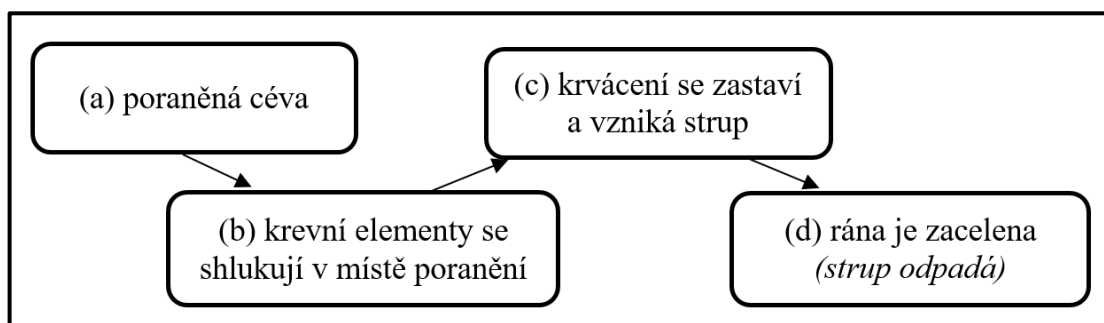 (a) poraněná céva
(b) krevní elementy se
shlukují v místě poranění
(c) krvácení se zastaví
a vzniká strup
(d) rána je zacelena
(strup odpadá)